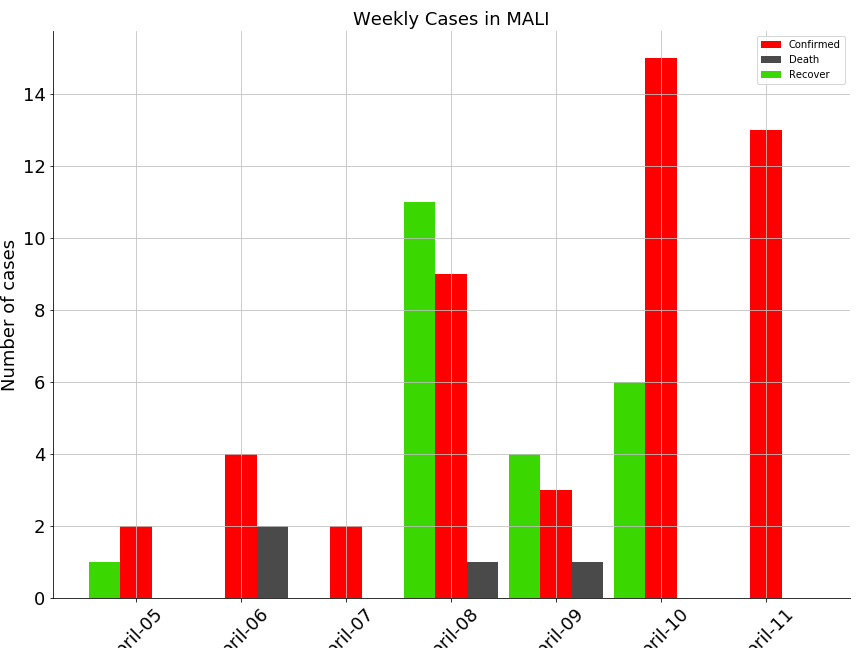 Weekly Cases in MALI
Confirmed
Death
Recover
Number of cases
14
12
10
8
6
4
2
0
pril-05
pril-06
pril-07
pril-08
pril-09
pril-10
pril-11